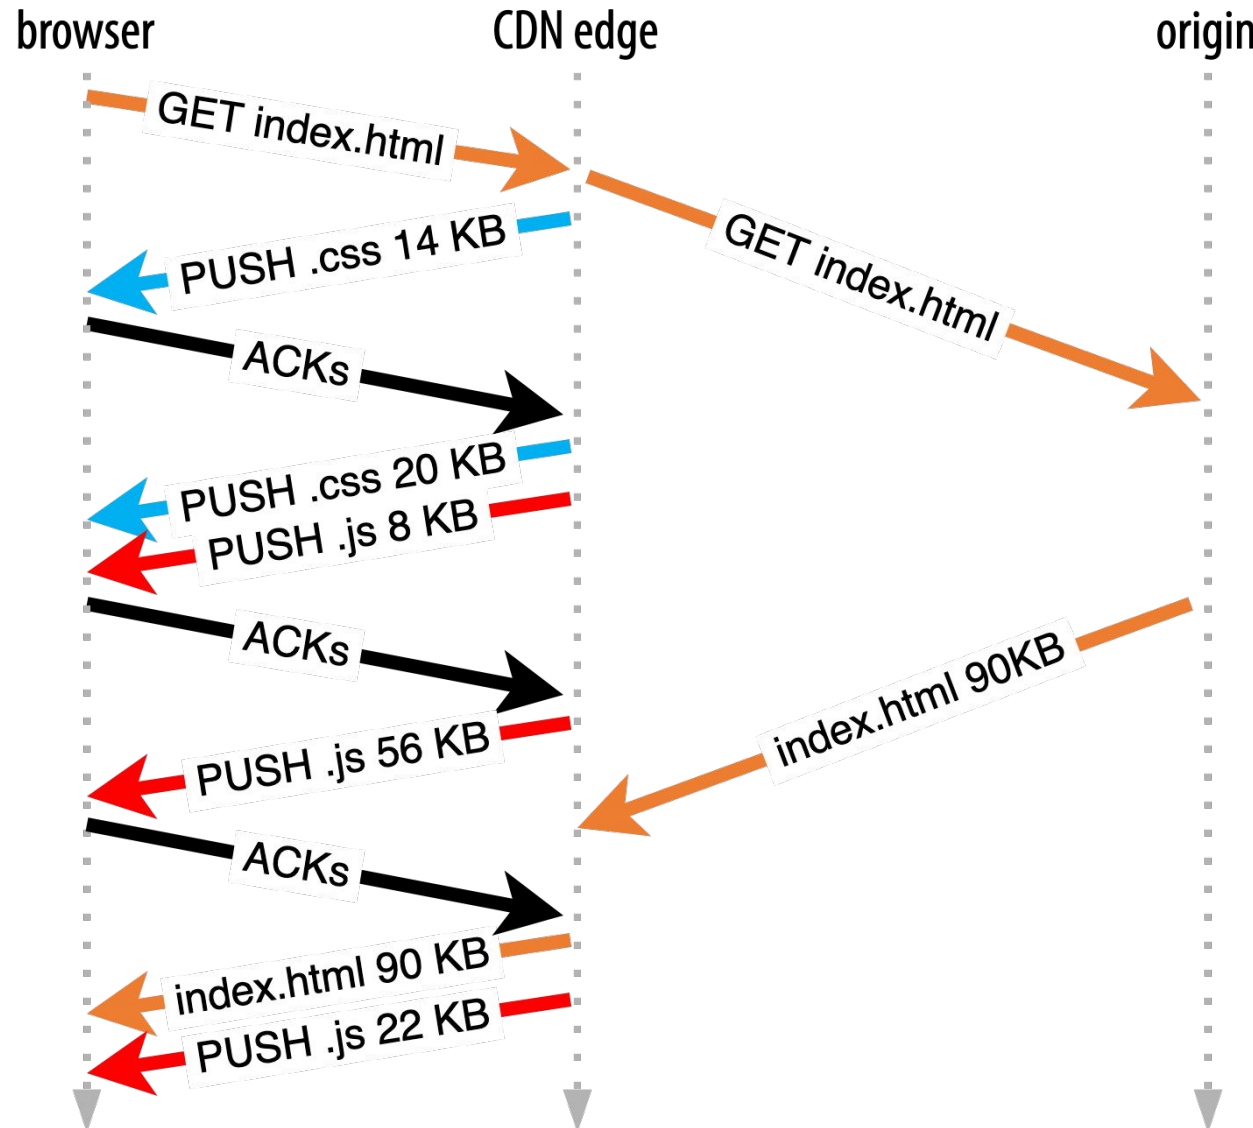 browser
CDN edge
origin
GET index.html
GET index.html
PUSH .css 14 KB
ACKs
PUSH .css 20 KB
PUSH .js 8 KB
ACKs
index.html 90KB
PUSH .js 56 KB
ACKs
index.html 90 KB
PUSH .js 22 KB